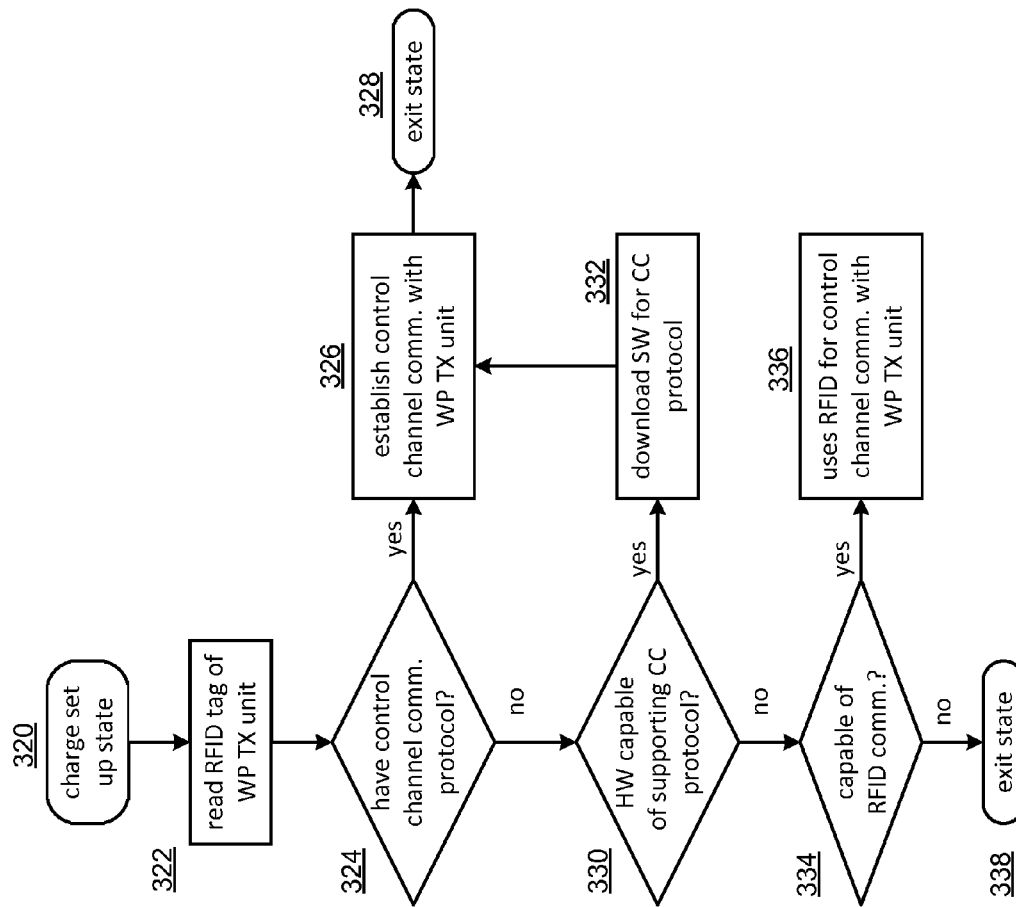 320
charge set
up state
322
read RFID tag of
WP TX unit
324
have control
channel comm.
protocol?
yes
no
326
establish control
channel comm. with
WP TX unit
328
exit state
330
HW capable
of supporting CC
protocol?
yes
no
332
download SW for CC
protocol
334
capable of
RFID comm.?
yes
no
336
uses RFID for control
channel comm. with
WP TX unit
338
exit state